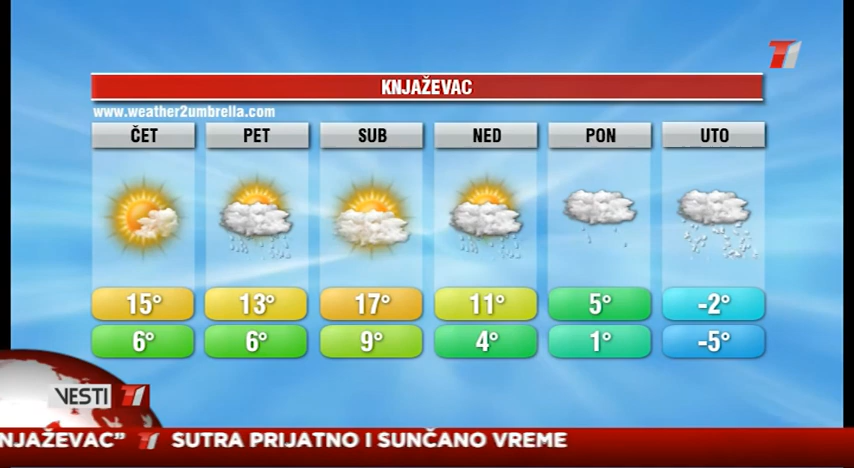 KNJAŽEVAC
www.weather2umbrella.com
ČET PET SUB NED PON UTO
15° 13° 17° 11° 5° -2°
6° 6° 9° 4° 1° -5°
VESTI
NJAŽEVAC” SUTRA PRIJATNO I SUNČANO VREME